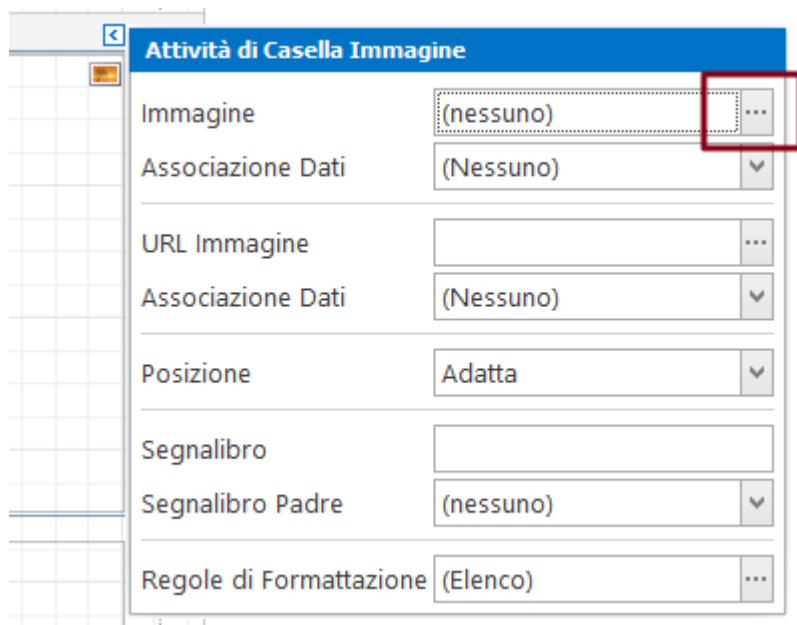 Attività di Casella Immagine
Immagine (nessuno) ...
Associazione Dati (Nessuno)
URL Immagine ...
Associazione Dati (Nessuno)
Posizione Adatta
Segnalibro
Segnalibro Padre (nessuno)
Regole di Formattazione (Elenco) ...